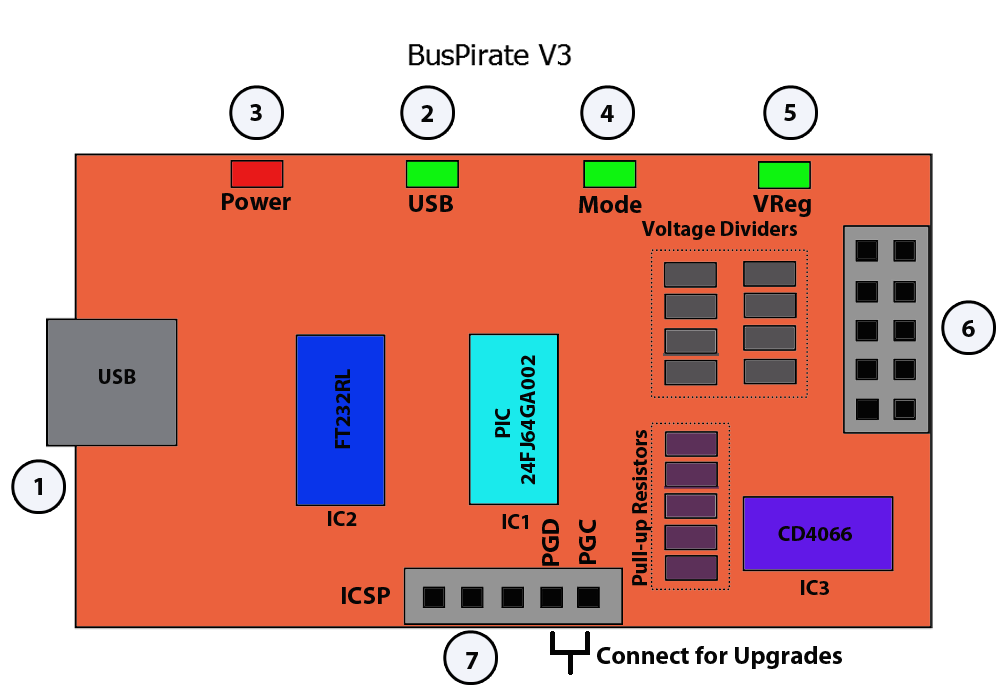 BusPirate V3
3
2
4
5
Power
USB
Mode
VReg
Voltage Dividers
6
USB
FT232RL
PIC
24FJ64GA002
1
IC2
IC1
PGD
PGC
Pull-up Resistors
CD4066
IC3
ICSP
7
Connect for Upgrades